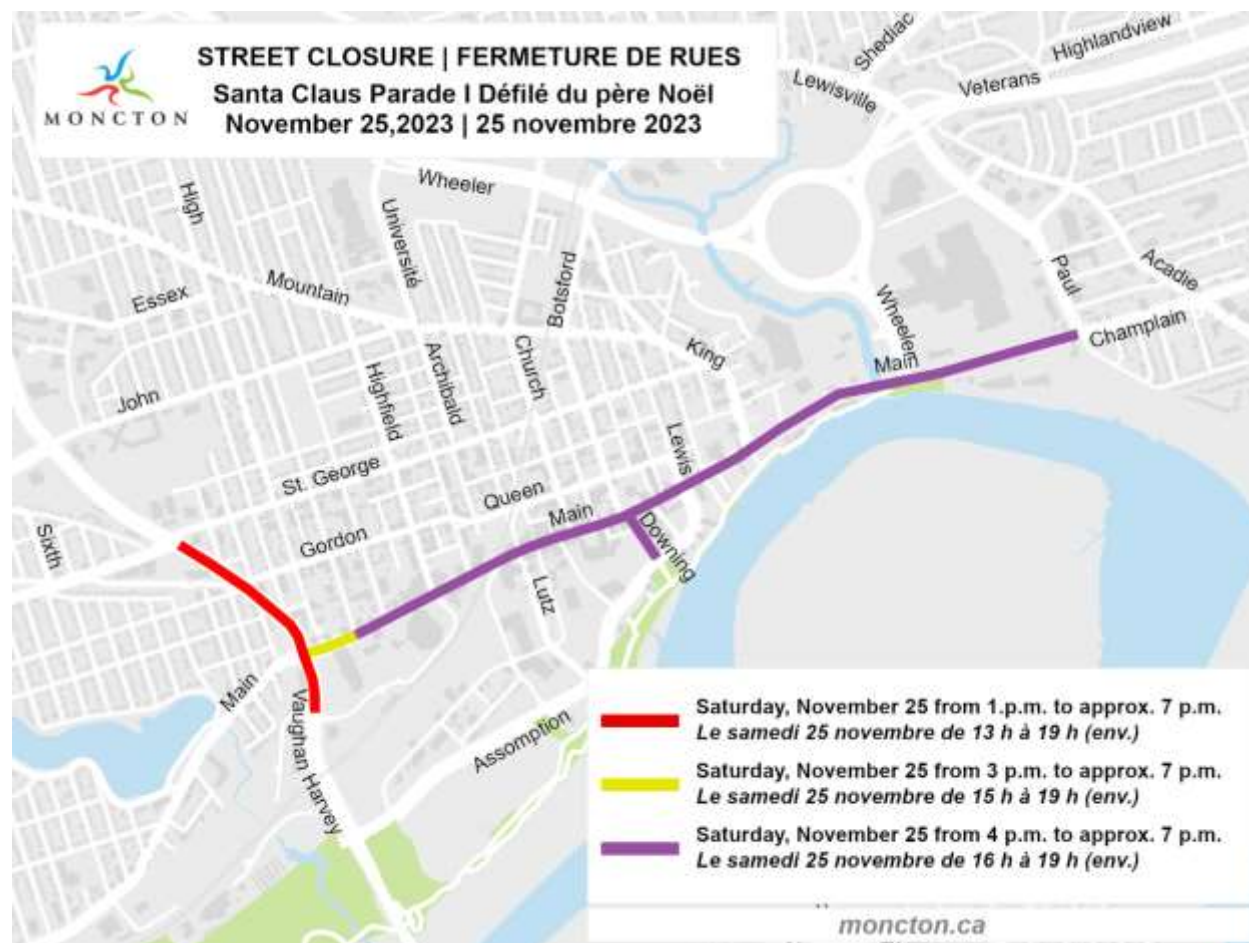 STREET CLOSURE | FERMETURE DE RUES
Santa Claus Parade I Défilé du père Noël
November 25,2023 | 25 novembre 2023
MONCTON
Shediac
Highlandview
Lewisville
Veterans
Wheeler
High
Université
Botsford
Essex
Mountain
Paul
Acadie
Wheeler
Champlain
Main
King
Church
Archibald
Highfield
John
Lewis
St. George
Queen
Main
Gordon
Downing
Sixth
Lutz
Main
Vaughan Harvey
Assomption
Saturday, November 25 from 1.p.m. to approx. 7 p.m.
Le samedi 25 novembre de 13 h à 19 h (env.)
Saturday, November 25 from 3 p.m. to approx. 7 p.m.
Le samedi 25 novembre de 15 h à 19 h (env.)
Saturday, November 25 from 4 p.m. to approx. 7 p.m.
Le samedi 25 novembre de 16 h à 19 h (env.)
moncton.ca